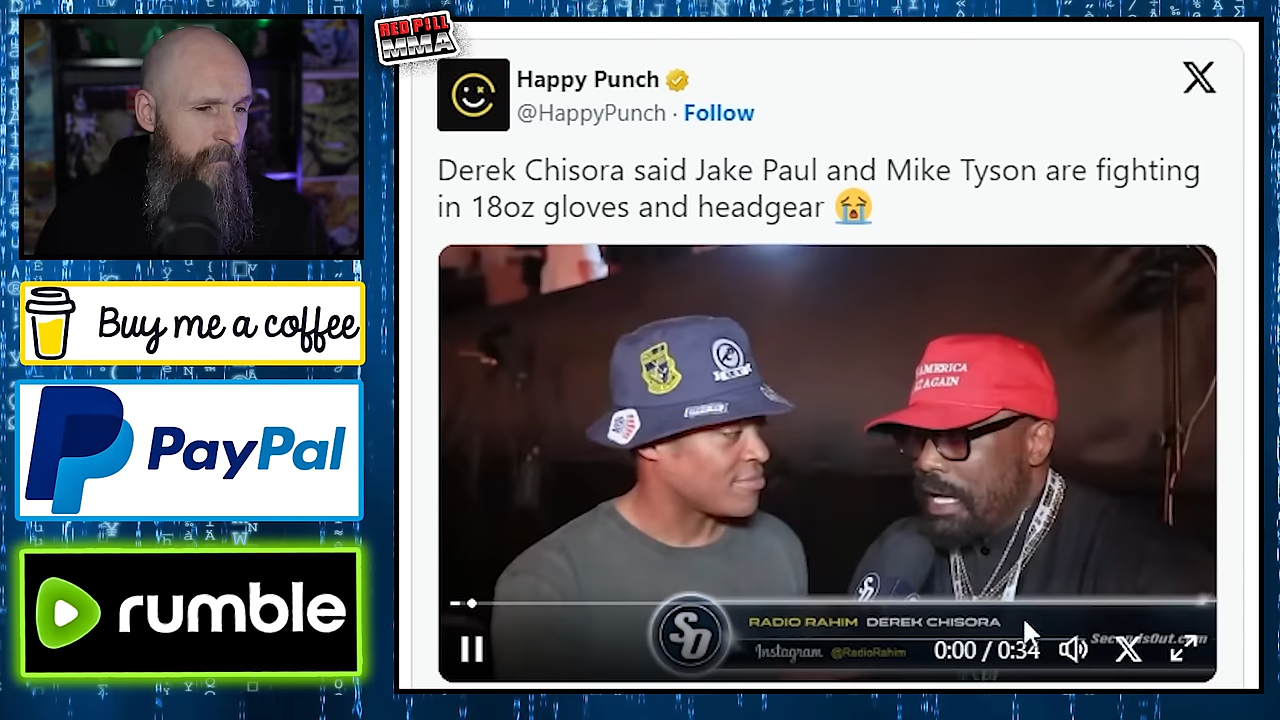 RED PILL
MMA
Happy Punch
@HappyPunch · Follow
Derek Chisora said Jake Paul and Mike Tyson are fighting
in 18oz gloves and headgear
Buy me a coffee
PayPal
rumble
AMERICA
AGAIN
SO
RADIO RAHIM DEREK CHISORA
Instagram @RadioRahim
SecondsOut.com
0:00 / 0:34